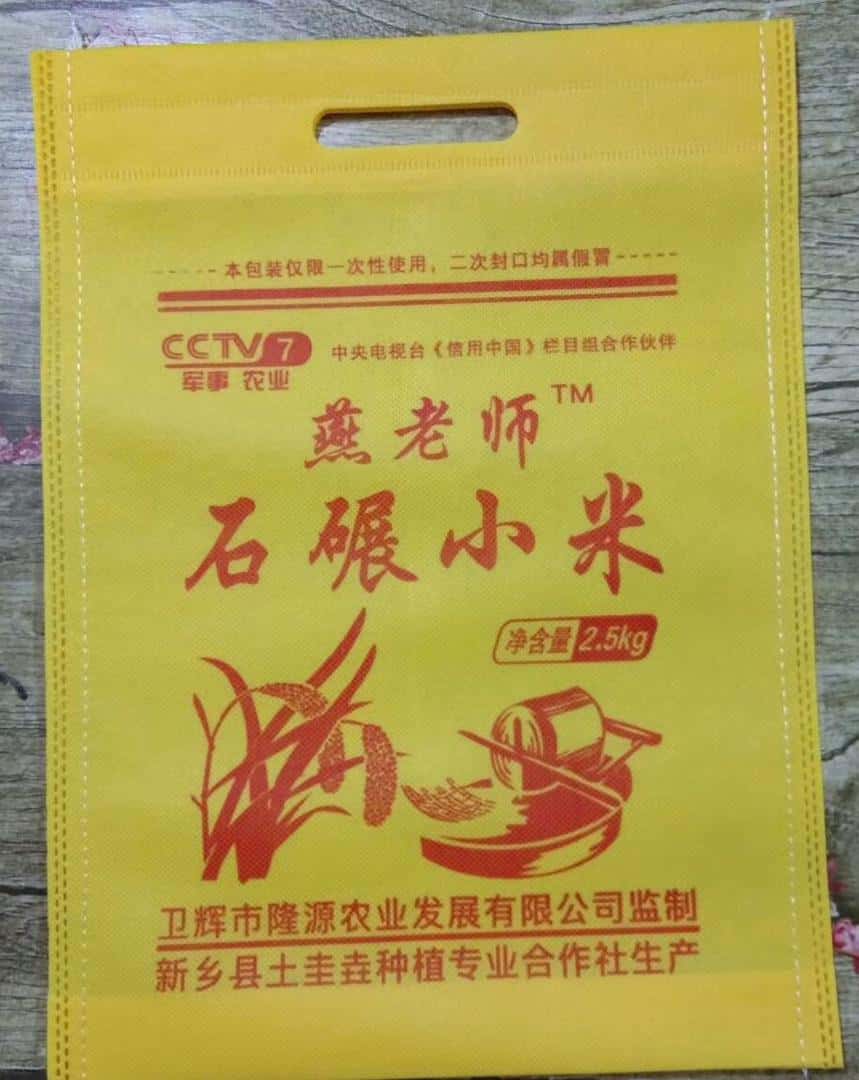 -----本包装仅限一次性使用，二次封口均属假冒-----
CCTV 7
军事 农业
中央电视台《信用中国》栏目组合作伙伴
燕老师™
石碾小米
净含量 2.5kg
卫辉市隆源农业发展有限公司监制
新乡县土圭垚种植专业合作社生产